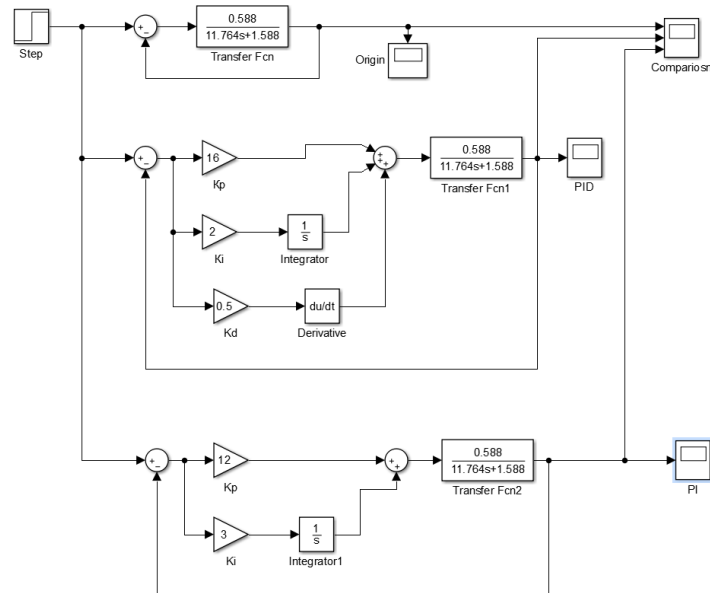 Step
+
−
0.588
11.764s+1.588
Transfer Fcn
Origin
Compariosn
+
−
16
Kp
+
+
+
0.588
11.764s+1.588
Transfer Fcn1
PID
2
Ki
1
s
Integrator
0.5
Kd
du/dt
Derivative
+
−
12
Kp
+
+
0.588
11.764s+1.588
Transfer Fcn2
PI
3
Ki
1
s
Integrator1